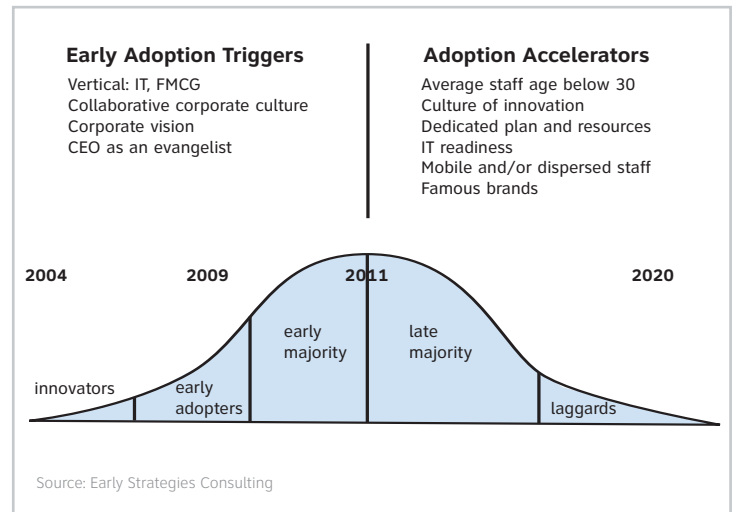 Early Adoption Triggers
Vertical: IT, FMCG
Collaborative corporate culture
Corporate vision
CEO as an evangelist
Adoption Accelerators
Average staff age below 30
Culture of innovation
Dedicated plan and resources
IT readiness
Mobile and/or dispersed staff
Famous brands
2004
2009
2011
2020
innovators
early
adopters
early
majority
late
majority
laggards
Source: Early Strategies Consulting